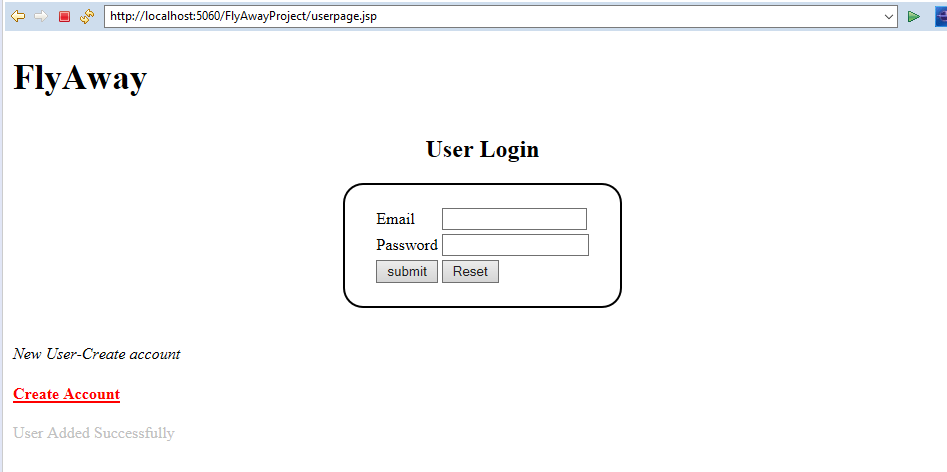 http://localhost:5060/FlyAwayProject/userpage.jsp
FlyAway
User Login
Email
Password
submit Reset
New User-Create account
Create Account
User Added Successfully